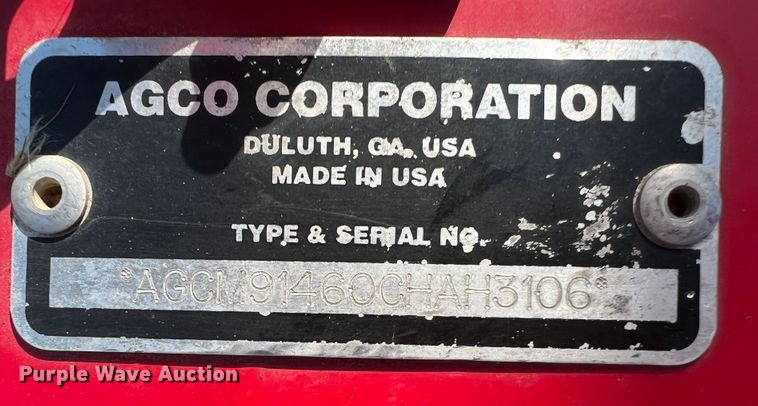 AGCO CORPORATION
DULUTH, GA. USA
MADE IN USA
TYPE & SERIAL NO.
*AGCM91460CHAH3106*
Purple Wave Auction